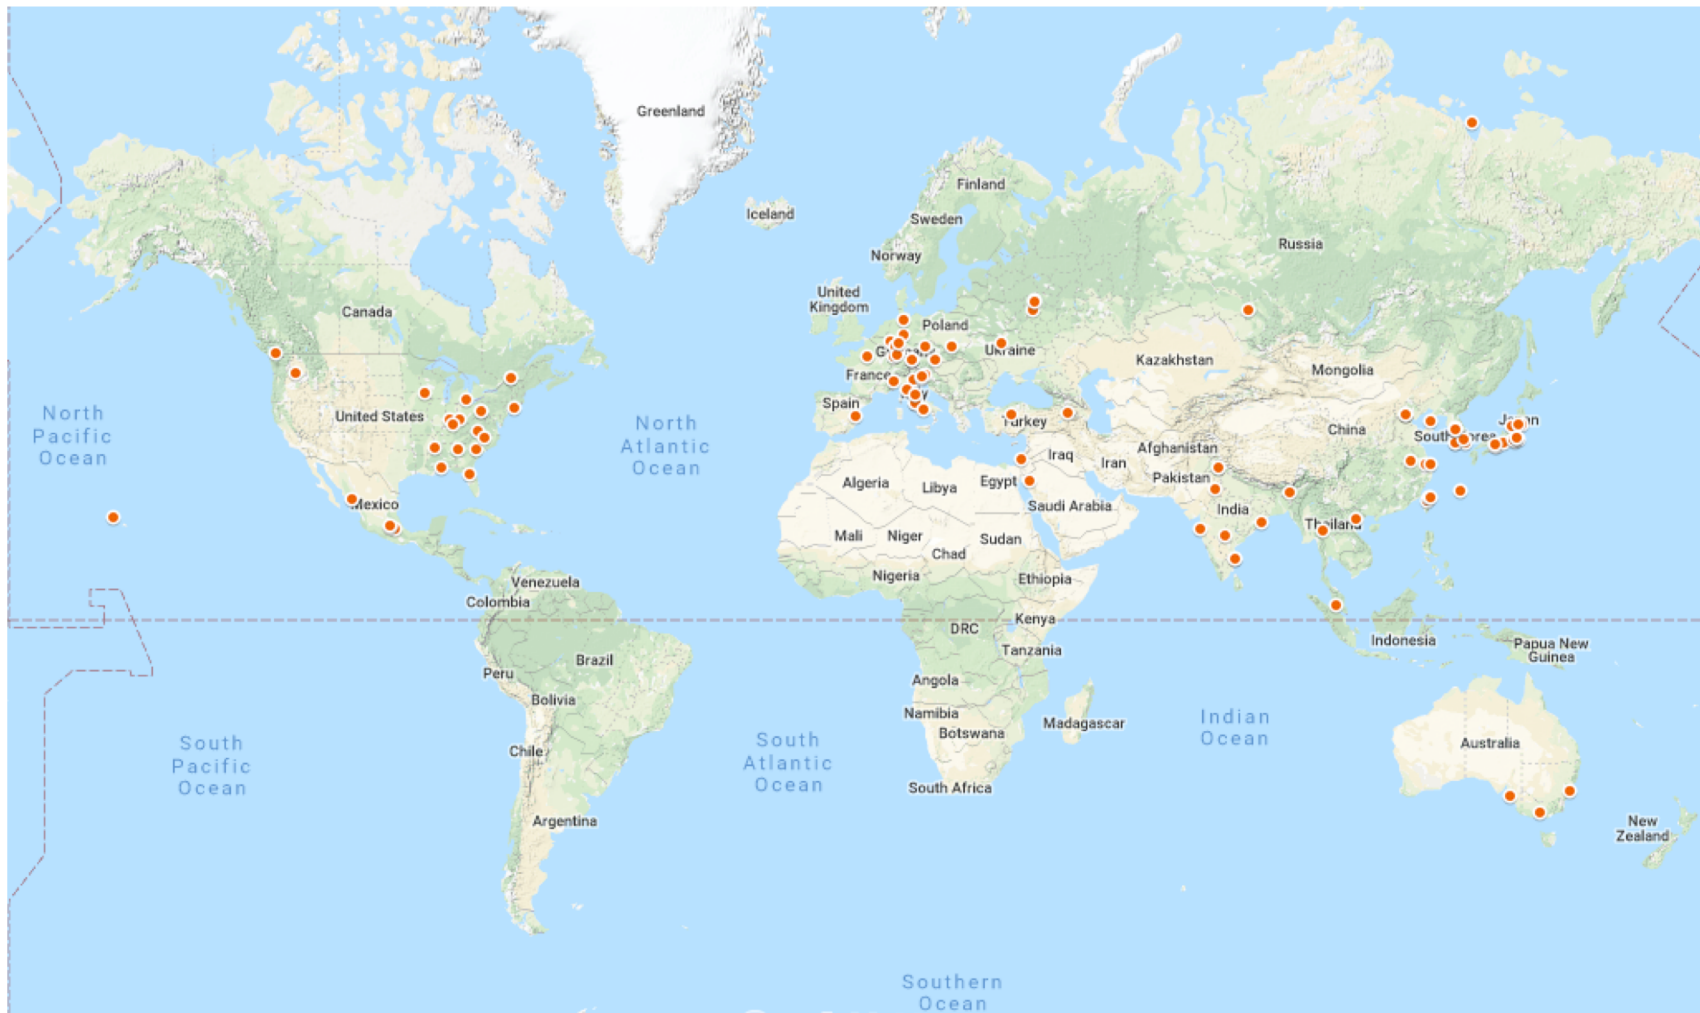 Greenland
Finland
Iceland
Sweden
Norway
Russia
United
Kingdom
Canada
Poland
Ukraine
Kazakhstan
Mongolia
France
Spain
Turkey
United States
North
Pacific
Ocean
North
Atlantic
Ocean
China
Japan
Afghanistan
Iraq
Iran
Pakistan
Algeria
Libya
Egypt
Saudi Arabia
India
Mexico
Thailand
Mali
Niger
Sudan
Chad
Nigeria
Ethiopia
Venezuela
Colombia
DRC
Kenya
Tanzania
Indonesia
Papua New
Guinea
Brazil
Peru
Bolivia
Angola
Namibia
Botswana
Madagascar
Indian
Ocean
South
Pacific
Ocean
South
Atlantic
Ocean
Chile
Australia
South Africa
Argentina
New
Zealand
Southern
Ocean